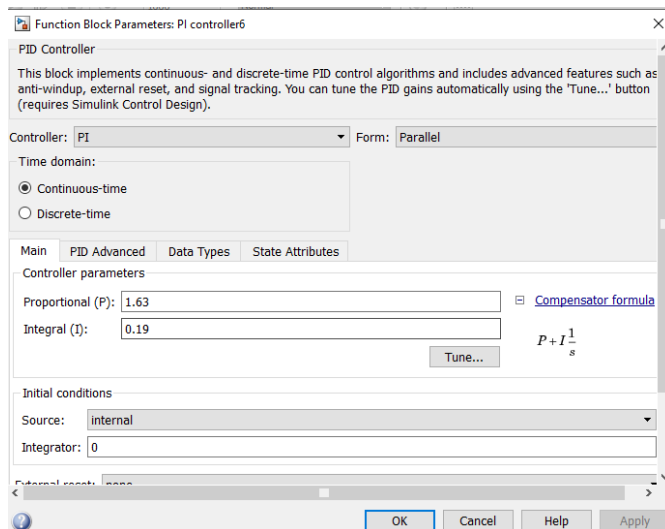 Function Block Parameters: PI controller6
PID Controller
This block implements continuous- and discrete-time PID control algorithms and includes advanced features such as
anti-windup, external reset, and signal tracking. You can tune the PID gains automatically using the 'Tune...' button
(requires Simulink Control Design).
Controller: PI Form: Parallel
Time domain:
Continuous-time
Discrete-time
Main PID Advanced Data Types State Attributes
Controller parameters
Proportional (P): 1.63 Compensator formula
Integral (I): 0.19
P + I 1/s
Tune...
Initial conditions
Source: internal
Integrator: 0
External reset: none
OK Cancel Help Apply